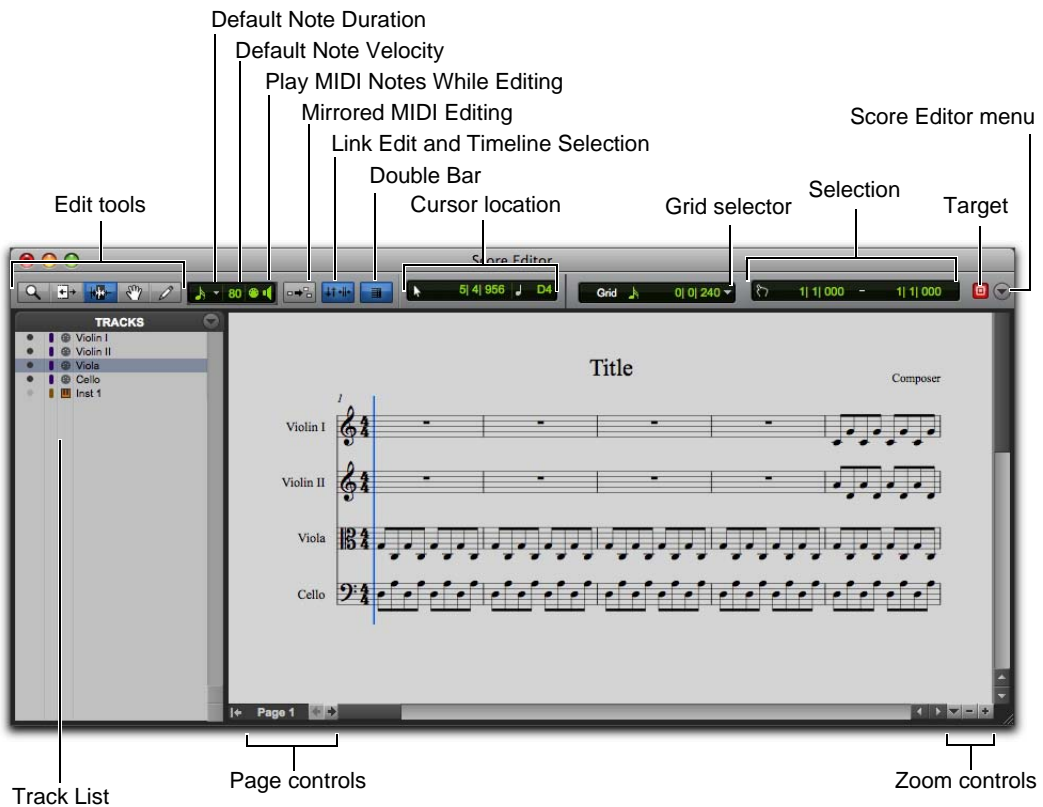 Default Note Duration
Default Note Velocity
Play MIDI Notes While Editing
Mirrored MIDI Editing
Link Edit and Timeline Selection
Double Bar
Cursor location
Score Editor menu
Edit tools
Grid selector
Selection
Target
Score Editor
80
5| 4| 956
D4
Grid
0| 0| 240
1| 1| 000 - 1| 1| 000
TRACKS
Violin I
Violin II
Viola
Cello
Inst 1
Title
Composer
1
Violin I
Violin II
Viola
Cello
Page 1
Track List
Page controls
Zoom controls